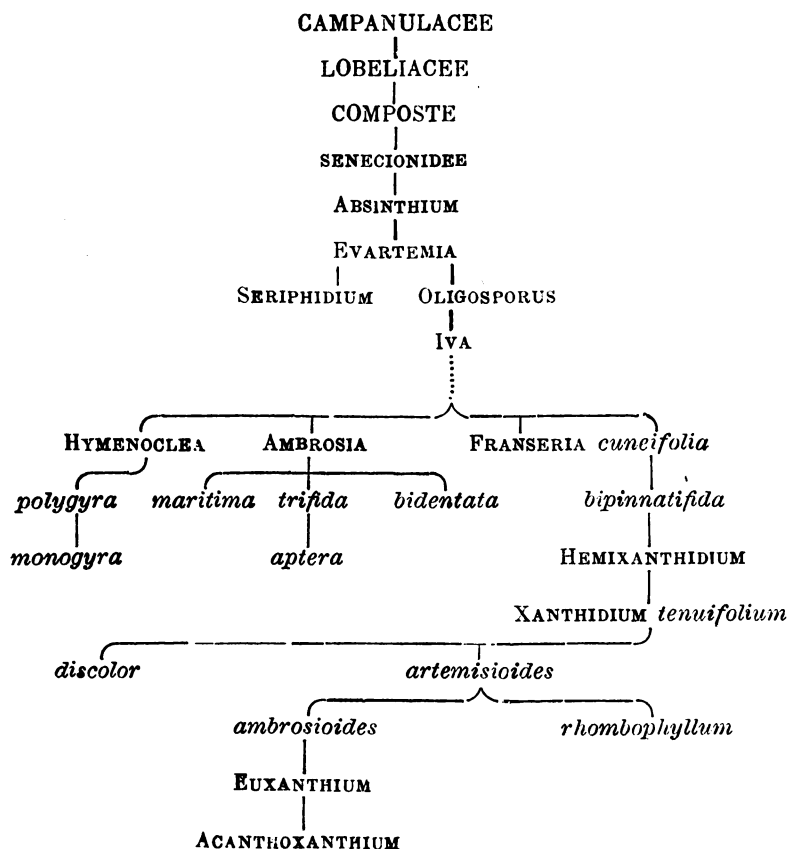 CAMPANULACEE
LOBELIACEE
COMPOSTE
SENECIONIDEE
ABSINTHIUM
EVARTEMIA
SERIPHIDIUM OLIGOSPORUS
IVA
HYMENOCLEA AMBROSIA FRANSERIA cuneifolia
polygyra maritima trifida bidentata bipinnatifida
monogyra aptera HEMIXANTHIDIUM
XANTHIDIUM tenuifolium
discolor artemisioides
ambrosioides rhombophyllum
EUXANTHIUM
ACANTHOXANTHIUM